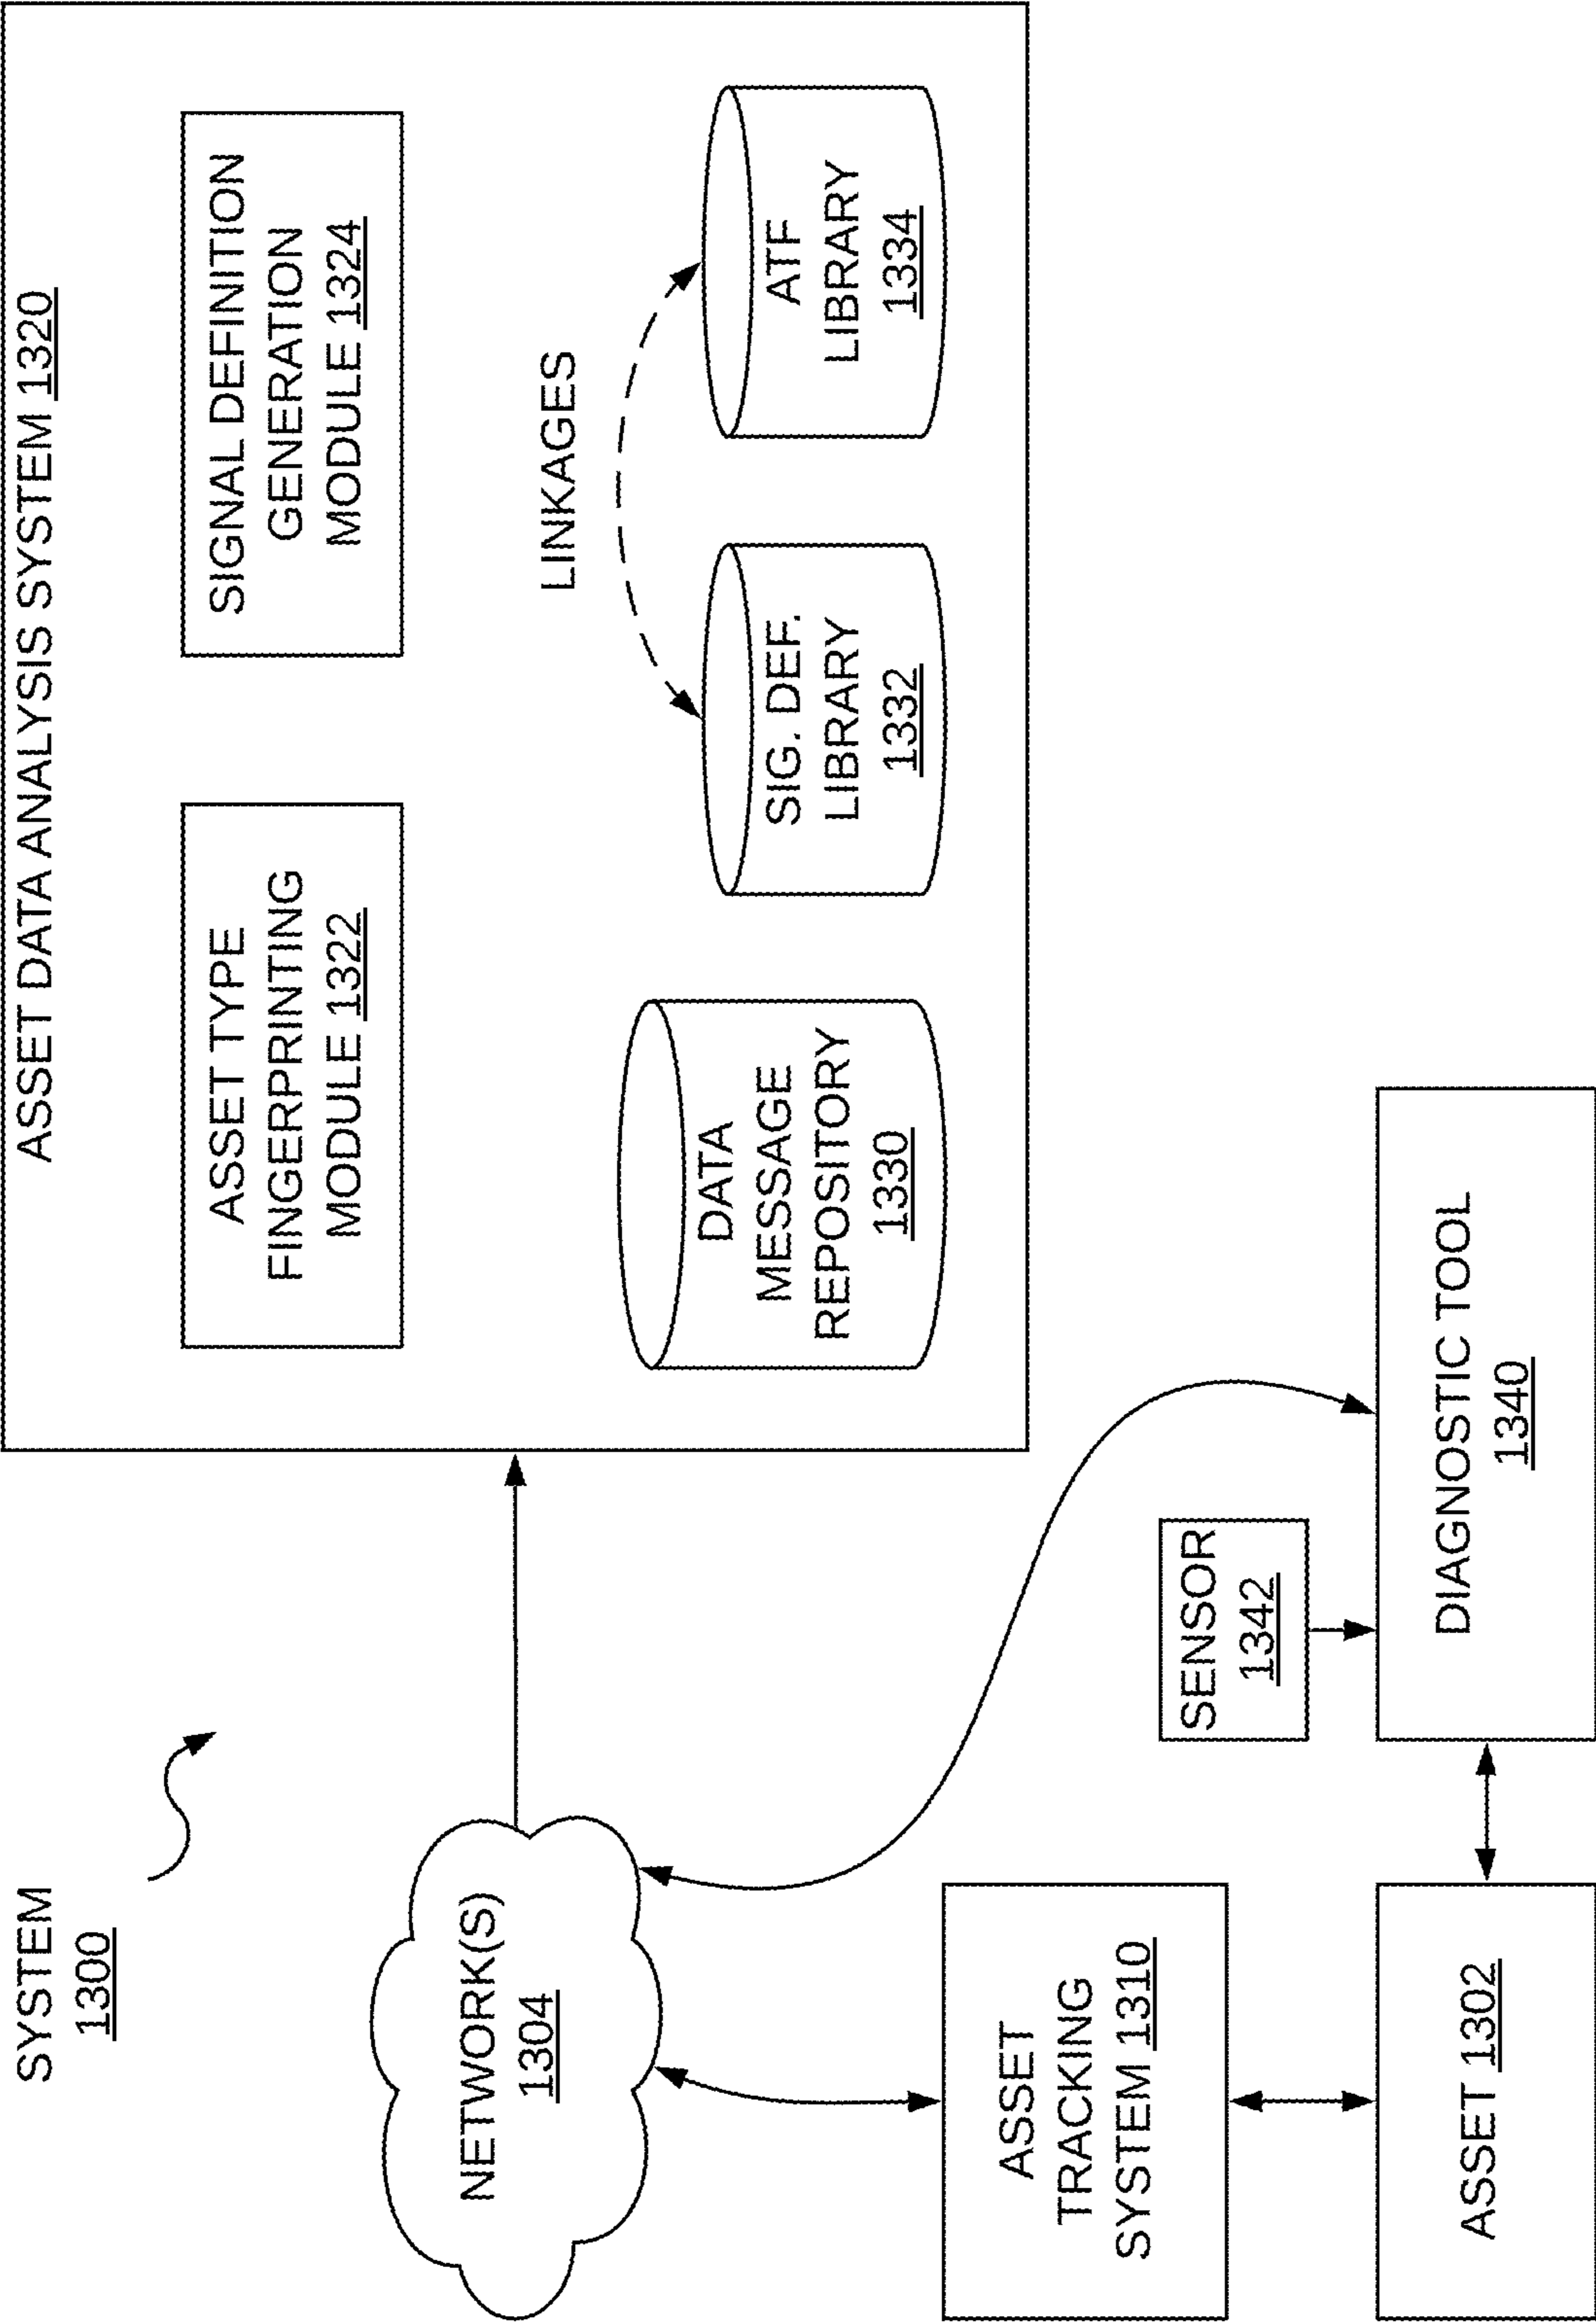 SYSTEM
1300
ASSET DATA ANALYSIS SYSTEM 1320
ASSET TYPE
FINGERPRINTING
MODULE 1322
SIGNAL DEFINITION
GENERATION
MODULE 1324
NETWORK(S)
1304
LINKAGES
DATA
MESSAGE
REPOSITORY
1330
SIG. DEF.
LIBRARY
1332
ATF
LIBRARY
1334
ASSET
TRACKING
SYSTEM 1310
SENSOR
1342
ASSET 1302
DIAGNOSTIC TOOL
1340